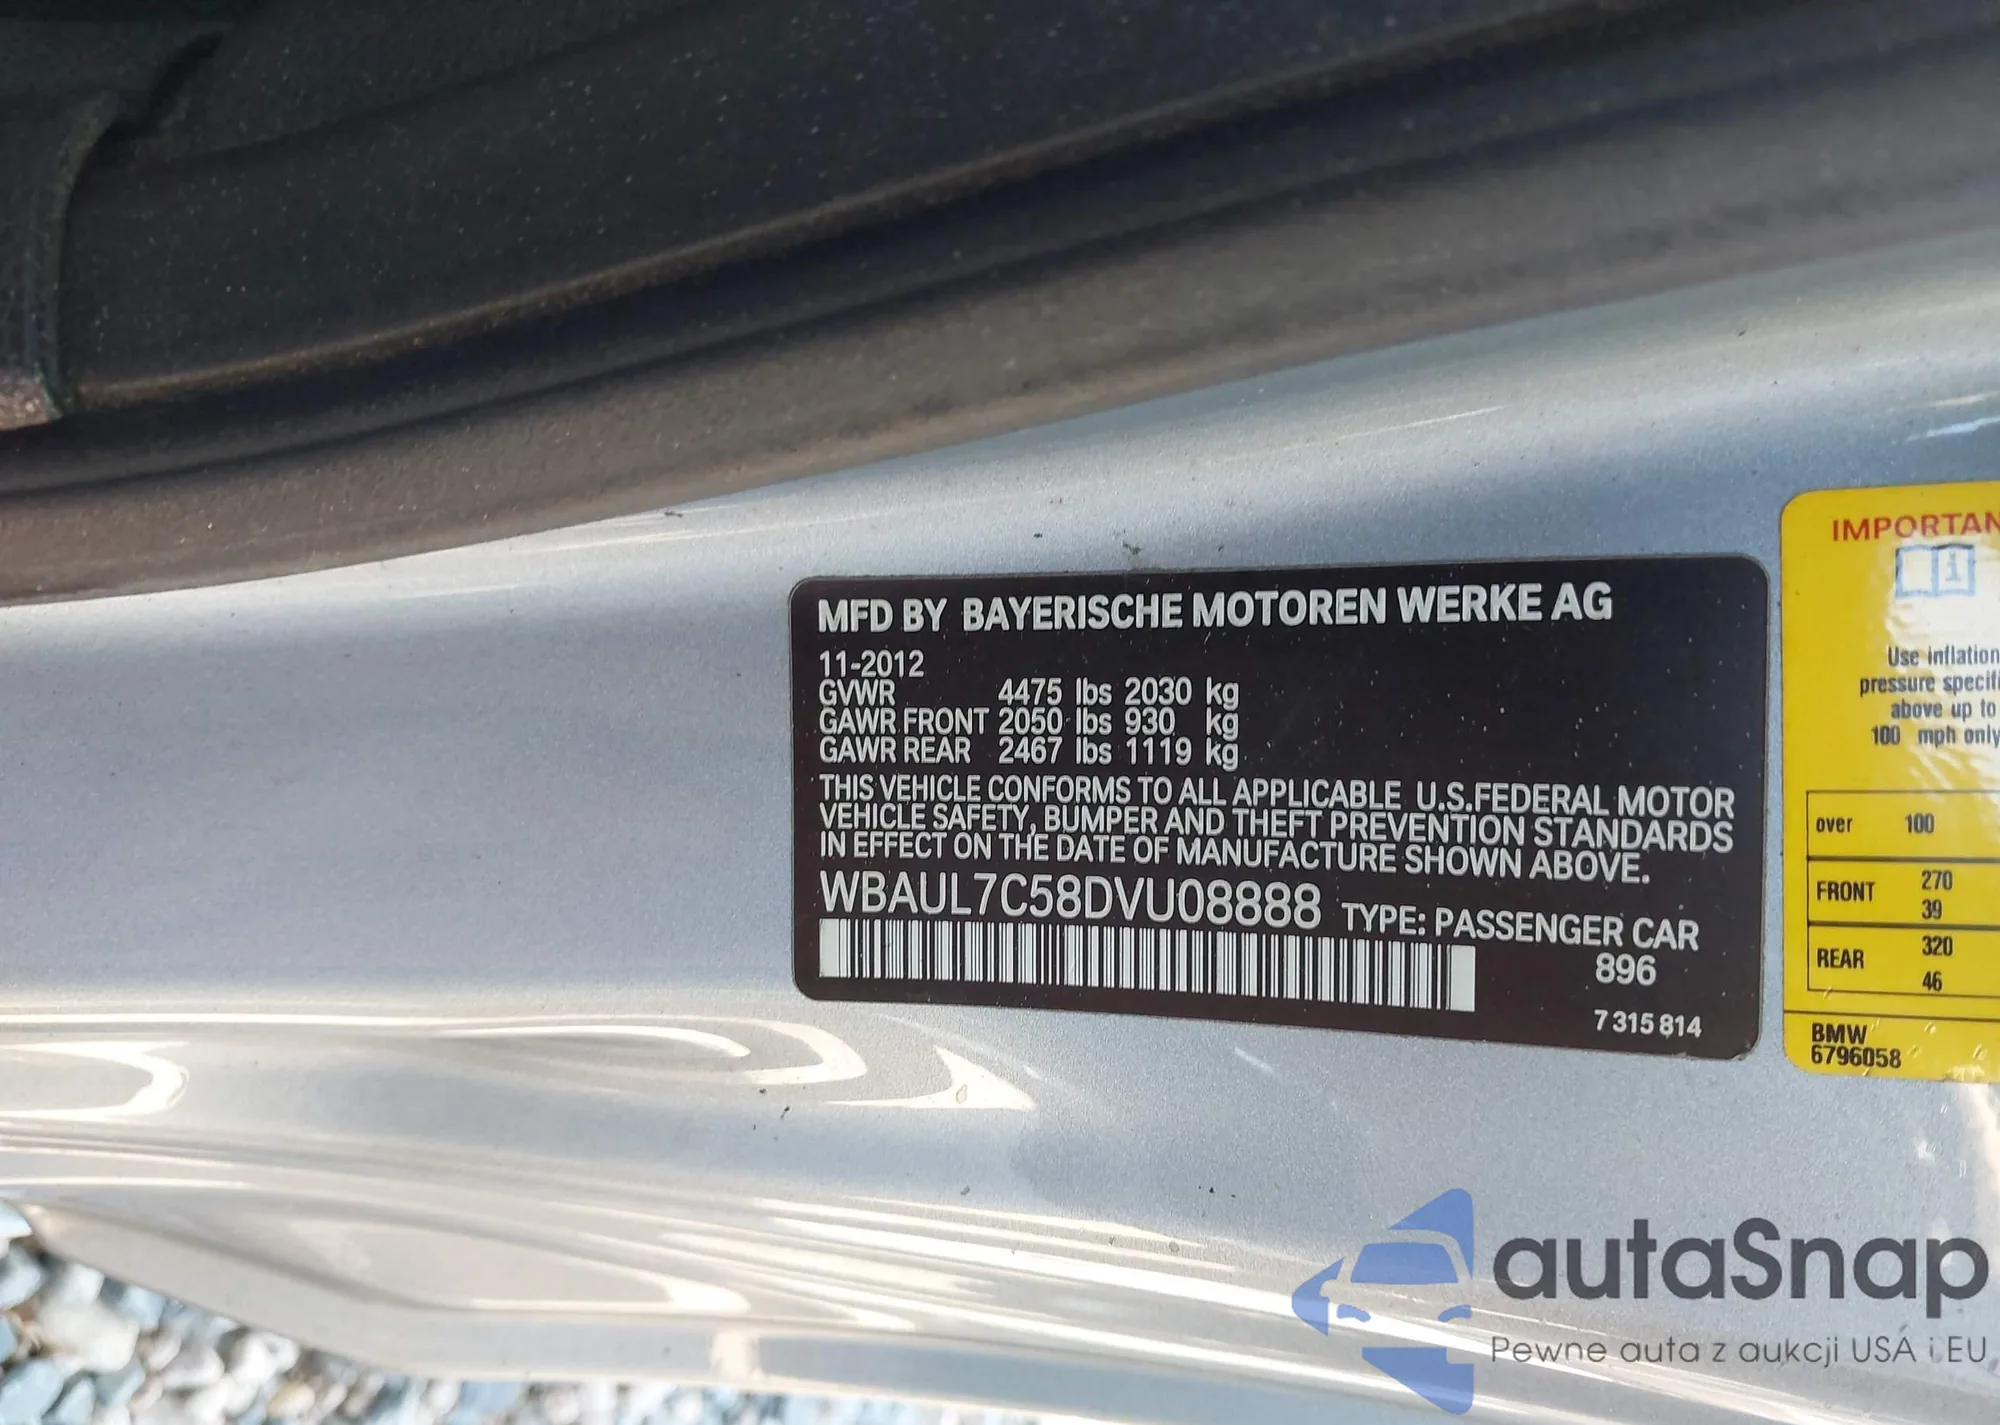 MFD BY BAYERISCHE MOTOREN WERKE AG
11-2012
GVWR 4475 lbs 2030 kg
GAWR FRONT 2050 lbs 930 kg
GAWR REAR 2467 lbs 1119 kg
THIS VEHICLE CONFORMS TO ALL APPLICABLE U.S.FEDERAL MOTOR
VEHICLE SAFETY, BUMPER AND THEFT PREVENTION STANDARDS
IN EFFECT ON THE DATE OF MANUFACTURE SHOWN ABOVE.
WBAUL7C58DVU08888 TYPE: PASSENGER CAR
896
7 315 814
IMPORTAN
i
Use inflation
pressure specifi
above up to
100 mph only
over 100
FRONT 270
39
REAR 320
46
BMW
6796058
autaSnap
Pewne auta z aukcji USA i EU